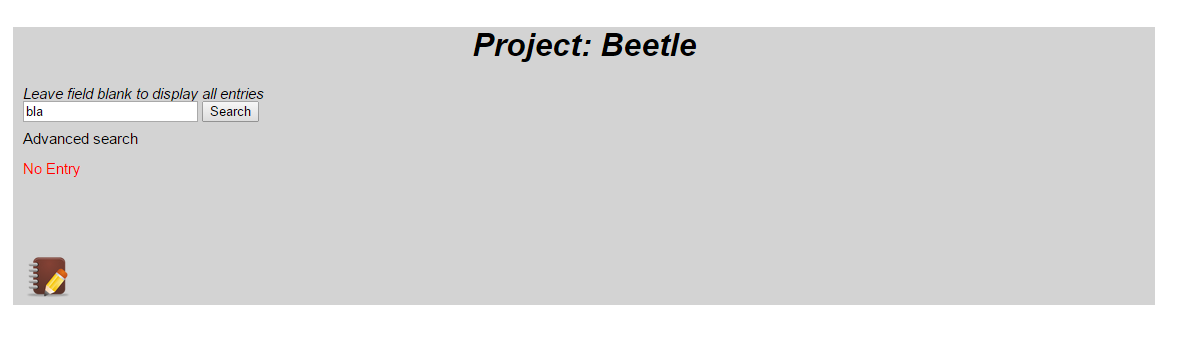 Project: Beetle
Leave field blank to display all entries
bla Search
Advanced search
No Entry